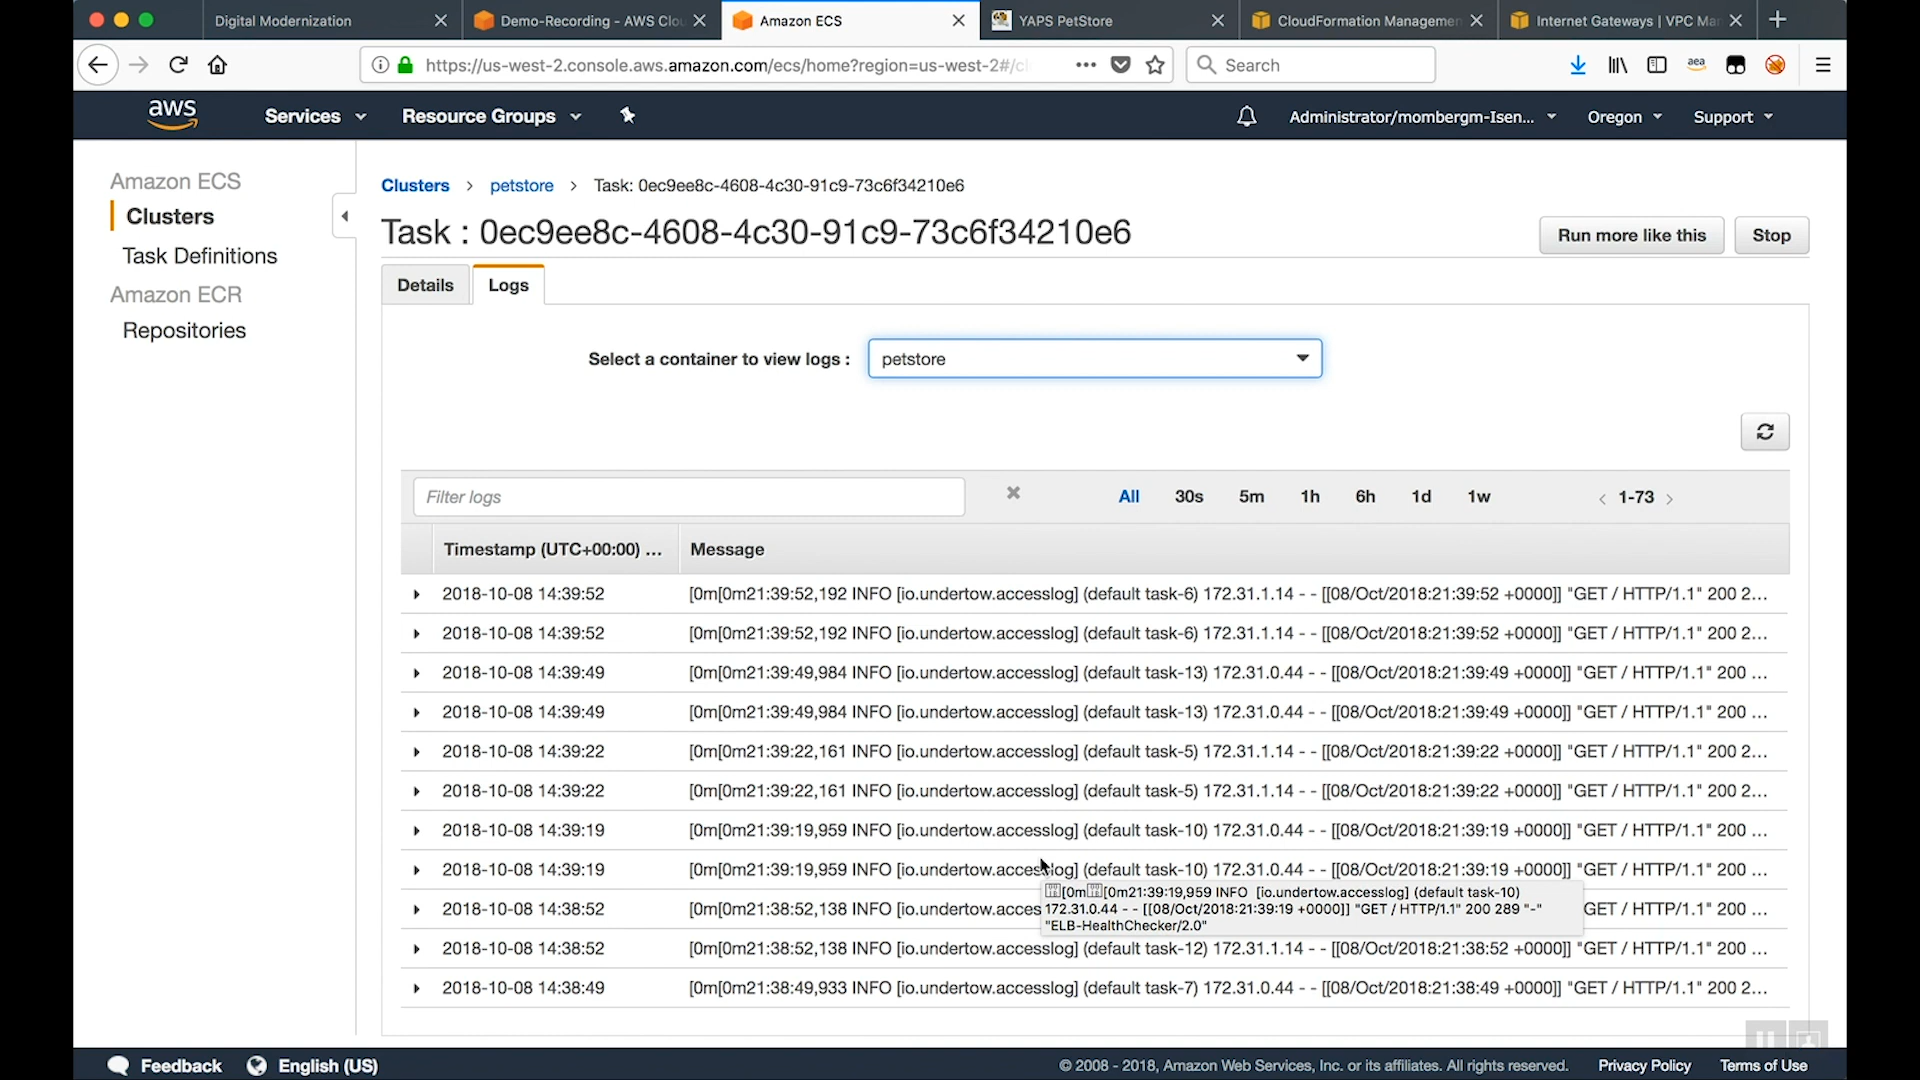 Digital Modernization
Demo-Recording - AWS Clou
Amazon ECS
YAPS PetStore
CloudFormation Managemen
Internet Gateways | VPC Ma
https://us-west-2.console.aws.amazon.com/ecs/home?region=us-west-2#/cl
Search
aea
aws
Services
Resource Groups
Administrator/mombergm-Isen...
Oregon
Support
Amazon ECS
Clusters
Task Definitions
Amazon ECR
Repositories
Clusters > petstore > Task: 0ec9ee8c-4608-4c30-91c9-73c6f34210e6
Task : 0ec9ee8c-4608-4c30-91c9-73c6f34210e6
Run more like this
Stop
Details
Logs
Select a container to view logs :
petstore
Filter logs
All 30s 5m 1h 6h 1d 1w
< 1-73 >
Timestamp (UTC+00:00) ...
Message
2018-10-08 14:39:52 [0m[0m21:39:52,192 INFO [io.undertow.accesslog] (default task-6) 172.31.1.14 - - [[08/Oct/2018:21:39:52 +0000]] "GET / HTTP/1.1" 200 2...
2018-10-08 14:39:52 [0m[0m21:39:52,192 INFO [io.undertow.accesslog] (default task-6) 172.31.1.14 - - [[08/Oct/2018:21:39:52 +0000]] "GET / HTTP/1.1" 200 2...
2018-10-08 14:39:49 [0m[0m21:39:49,984 INFO [io.undertow.accesslog] (default task-13) 172.31.0.44 - - [[08/Oct/2018:21:39:49 +0000]] "GET / HTTP/1.1" 200 ...
2018-10-08 14:39:49 [0m[0m21:39:49,984 INFO [io.undertow.accesslog] (default task-13) 172.31.0.44 - - [[08/Oct/2018:21:39:49 +0000]] "GET / HTTP/1.1" 200 ...
2018-10-08 14:39:22 [0m[0m21:39:22,161 INFO [io.undertow.accesslog] (default task-5) 172.31.1.14 - - [[08/Oct/2018:21:39:22 +0000]] "GET / HTTP/1.1" 200 2...
2018-10-08 14:39:22 [0m[0m21:39:22,161 INFO [io.undertow.accesslog] (default task-5) 172.31.1.14 - - [[08/Oct/2018:21:39:22 +0000]] "GET / HTTP/1.1" 200 2...
2018-10-08 14:39:19 [0m[0m21:39:19,959 INFO [io.undertow.accesslog] (default task-10) 172.31.0.44 - - [[08/Oct/2018:21:39:19 +0000]] "GET / HTTP/1.1" 200 ...
2018-10-08 14:39:19 [0m[0m21:39:19,959 INFO [io.undertow.accesslog] (default task-10) 172.31.0.44 - - [[08/Oct/2018:21:39:19 +0000]] "GET / HTTP/1.1" 200 ...
[0m[0m21:39:19,959 INFO [io.undertow.accesslog] (default task-10)
172.31.0.44 - - [[08/Oct/2018:21:39:19 +0000]] "GET / HTTP/1.1" 200 289 "-"
"ELB-HealthChecker/2.0"
2018-10-08 14:38:52 [0m[0m21:38:52,138 INFO [io.undertow.acces GET / HTTP/1.1" 200 ...
2018-10-08 14:38:52 [0m[0m21:38:52,138 INFO [io.undertow.accesslog] (default task-12) 172.31.1.14 - - [[08/Oct/2018:21:38:52 +0000]] "GET / HTTP/1.1" 200 ...
2018-10-08 14:38:49 [0m[0m21:38:49,933 INFO [io.undertow.accesslog] (default task-7) 172.31.0.44 - - [[08/Oct/2018:21:38:49 +0000]] "GET / HTTP/1.1" 200 2...
Feedback
English (US)
© 2008 - 2018, Amazon Web Services, Inc. or its affiliates. All rights reserved.
Privacy Policy
Terms of Use